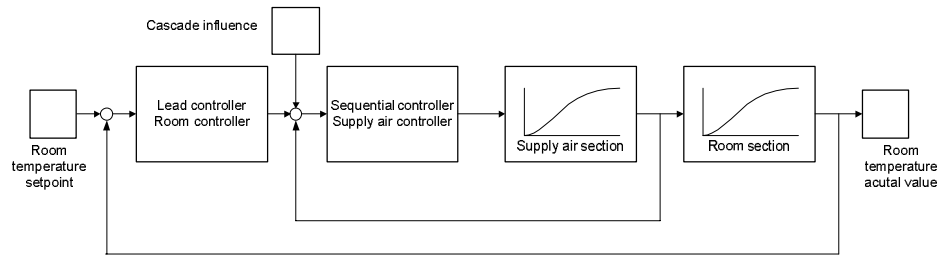 Cascade influence
Lead controller
Room controller
Sequential controller
Supply air controller
Supply air section
Room section
Room
temperature
setpoint
Room
temperature
acutal value